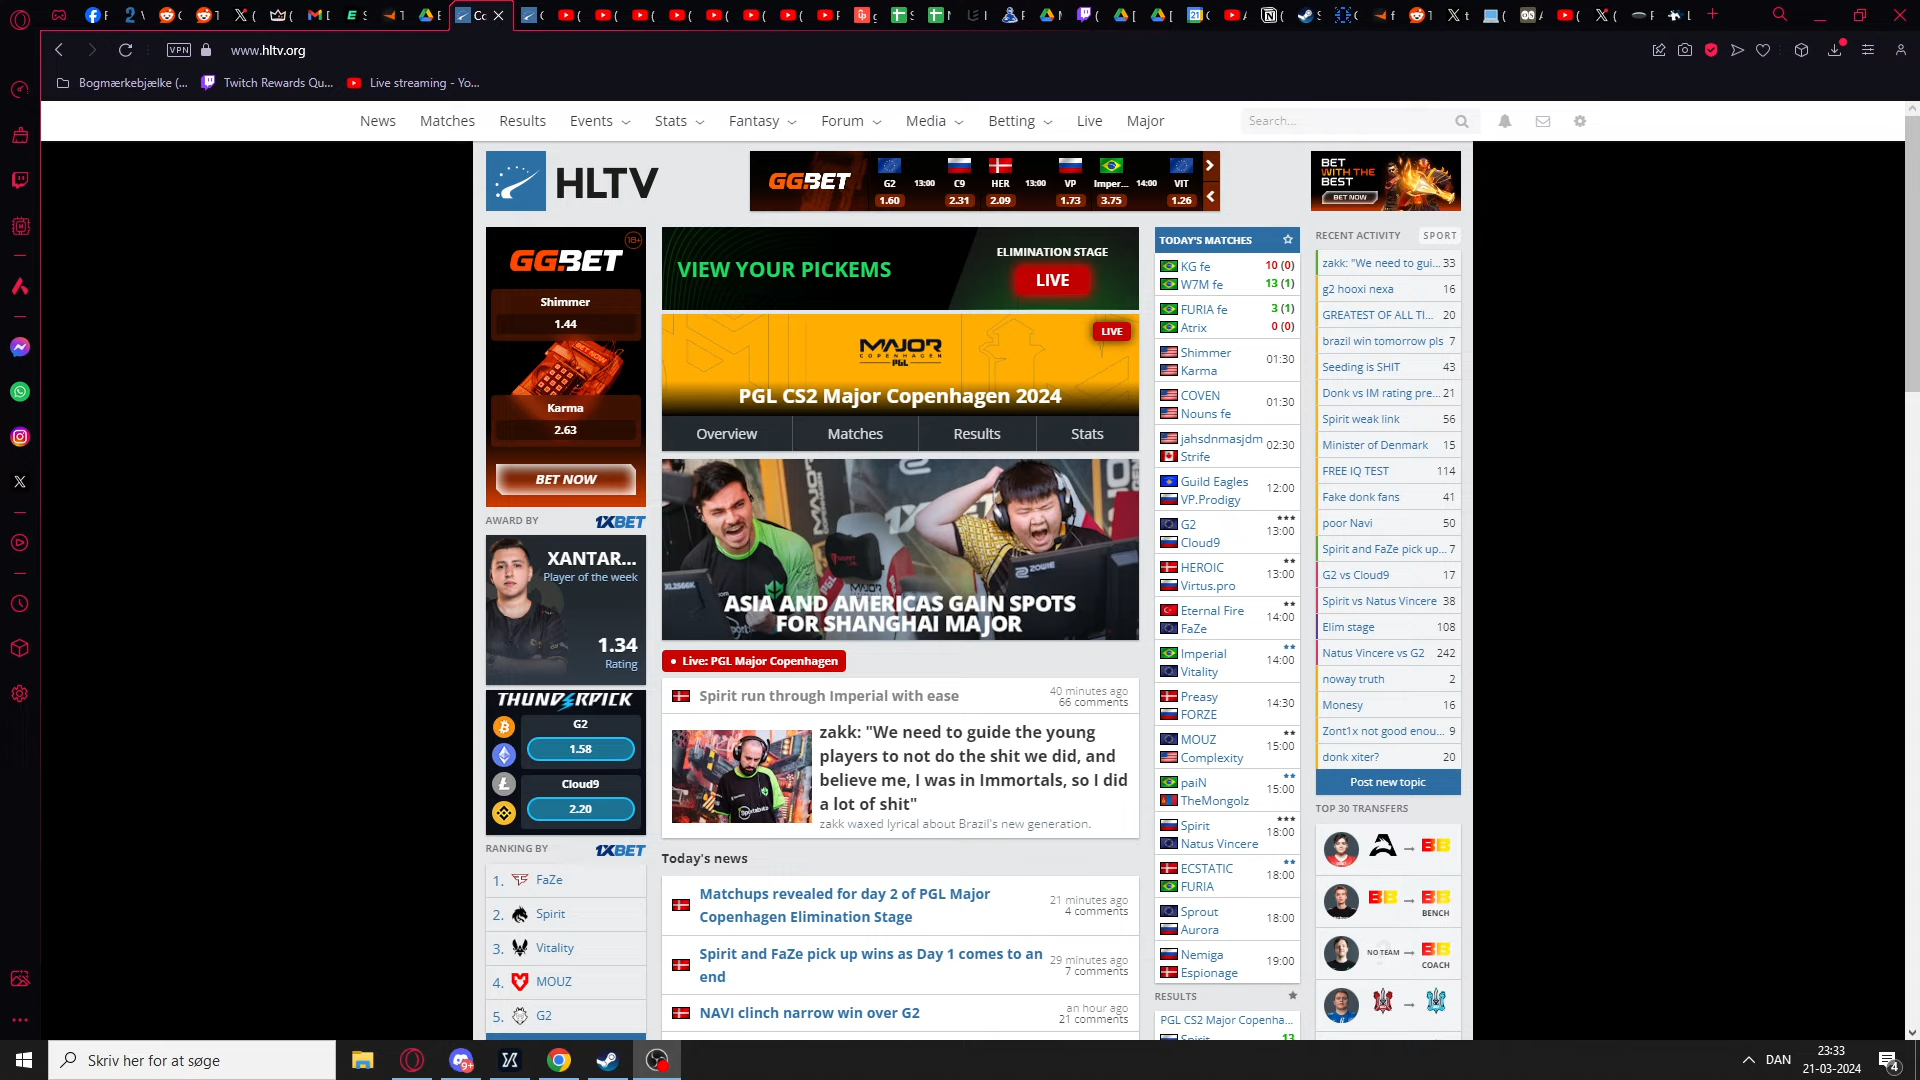 VPN
www.hltv.org
Bogmærkebjælke (...
Twitch Rewards Qu...
Live streaming - Yo...
News
Matches
Results
Events
Stats
Fantasy
Forum
Media
Betting
Live
Major
Search...
HLTV
GG.BET
G2 13:00 C9 HER 13:00 VP Imper... 14:00 VIT
1.60 2.31 2.09 1.73 3.75 1.26
BET
WITH THE
BEST
BET NOW
18+
GG.BET
Shimmer
1.44
BET NOW
Karma
2.63
BET NOW
AWARD BY 1XBET
XANTAR...
Player of the week
1.34
Rating
THUNDERPICK
G2
1.58
Cloud9
2.20
RANKING BY 1XBET
1. FaZe
2. Spirit
3. Vitality
4. MOUZ
5. G2
VIEW YOUR PICKEMS
ELIMINATION STAGE
LIVE
LIVE
MAJOR
COPENHAGEN
PGL
PGL CS2 Major Copenhagen 2024
Overview
Matches
Results
Stats
XL2566K
ZOWIE
ASIA AND AMERICAS GAIN SPOTS
FOR SHANGHAI MAJOR
Live: PGL Major Copenhagen
Spirit run through Imperial with ease
40 minutes ago
66 comments
zakk: "We need to guide the young
players to not do the shit we did, and
believe me, I was in Immortals, so I did
a lot of shit"
zakk waxed lyrical about Brazil's new generation.
Today's news
Matchups revealed for day 2 of PGL Major
Copenhagen Elimination Stage
21 minutes ago
4 comments
Spirit and FaZe pick up wins as Day 1 comes to an
end
29 minutes ago
7 comments
NAVI clinch narrow win over G2
an hour ago
21 comments
TODAY'S MATCHES
KG fe 10 (0)
W7M fe 13 (1)
FURIA fe 3 (1)
Atrix 0 (0)
Shimmer
Karma
01:30
COVEN
Nouns fe
01:30
jahsdnmasjdm
Strife
02:30
Guild Eagles
VP.Prodigy
12:00
G2
Cloud9
13:00
HEROIC
Virtus.pro
13:00
Eternal Fire
FaZe
14:00
Imperial
Vitality
14:00
Preasy
FORZE
14:30
MOUZ
Complexity
15:00
paiN
TheMongolz
15:00
Spirit
Natus Vincere
18:00
ECSTATIC
FURIA
18:00
Sprout
Aurora
18:00
Nemiga
Espionage
19:00
RESULTS
PGL CS2 Major Copenha...
Spirit 13
RECENT ACTIVITY SPORT
zakk: "We need to gui... 33
g2 hooxi nexa 16
GREATEST OF ALL TI... 20
brazil win tomorrow pls 7
Seeding is SHIT 43
Donk vs IM rating pre... 21
Spirit weak link 56
Minister of Denmark 15
FREE IQ TEST 114
Fake donk fans 41
poor Navi 50
Spirit and FaZe pick up... 7
G2 vs Cloud9 17
Spirit vs Natus Vincere 38
Elim stage 108
Natus Vincere vs G2 242
noway truth 2
Monesy 16
Zont1x not good enou... 9
donk xiter? 20
Post new topic
TOP 30 TRANSFERS
BB
BB BB
BENCH
NO TEAM BB
COACH
Skriv her for at søge
9+
DAN
23:33
21-03-2024
4